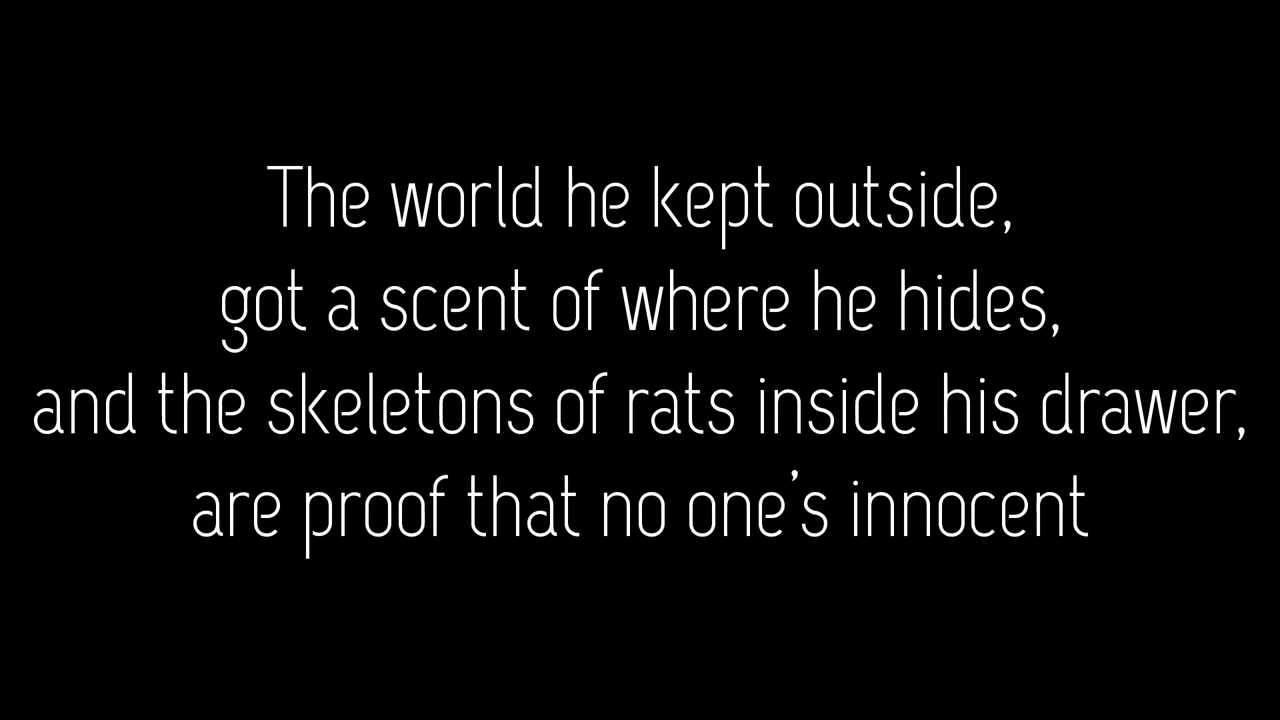 The world he kept outside,
got a scent of where he hides,
and the skeletons of rats inside his drawer,
are proof that no one's innocent